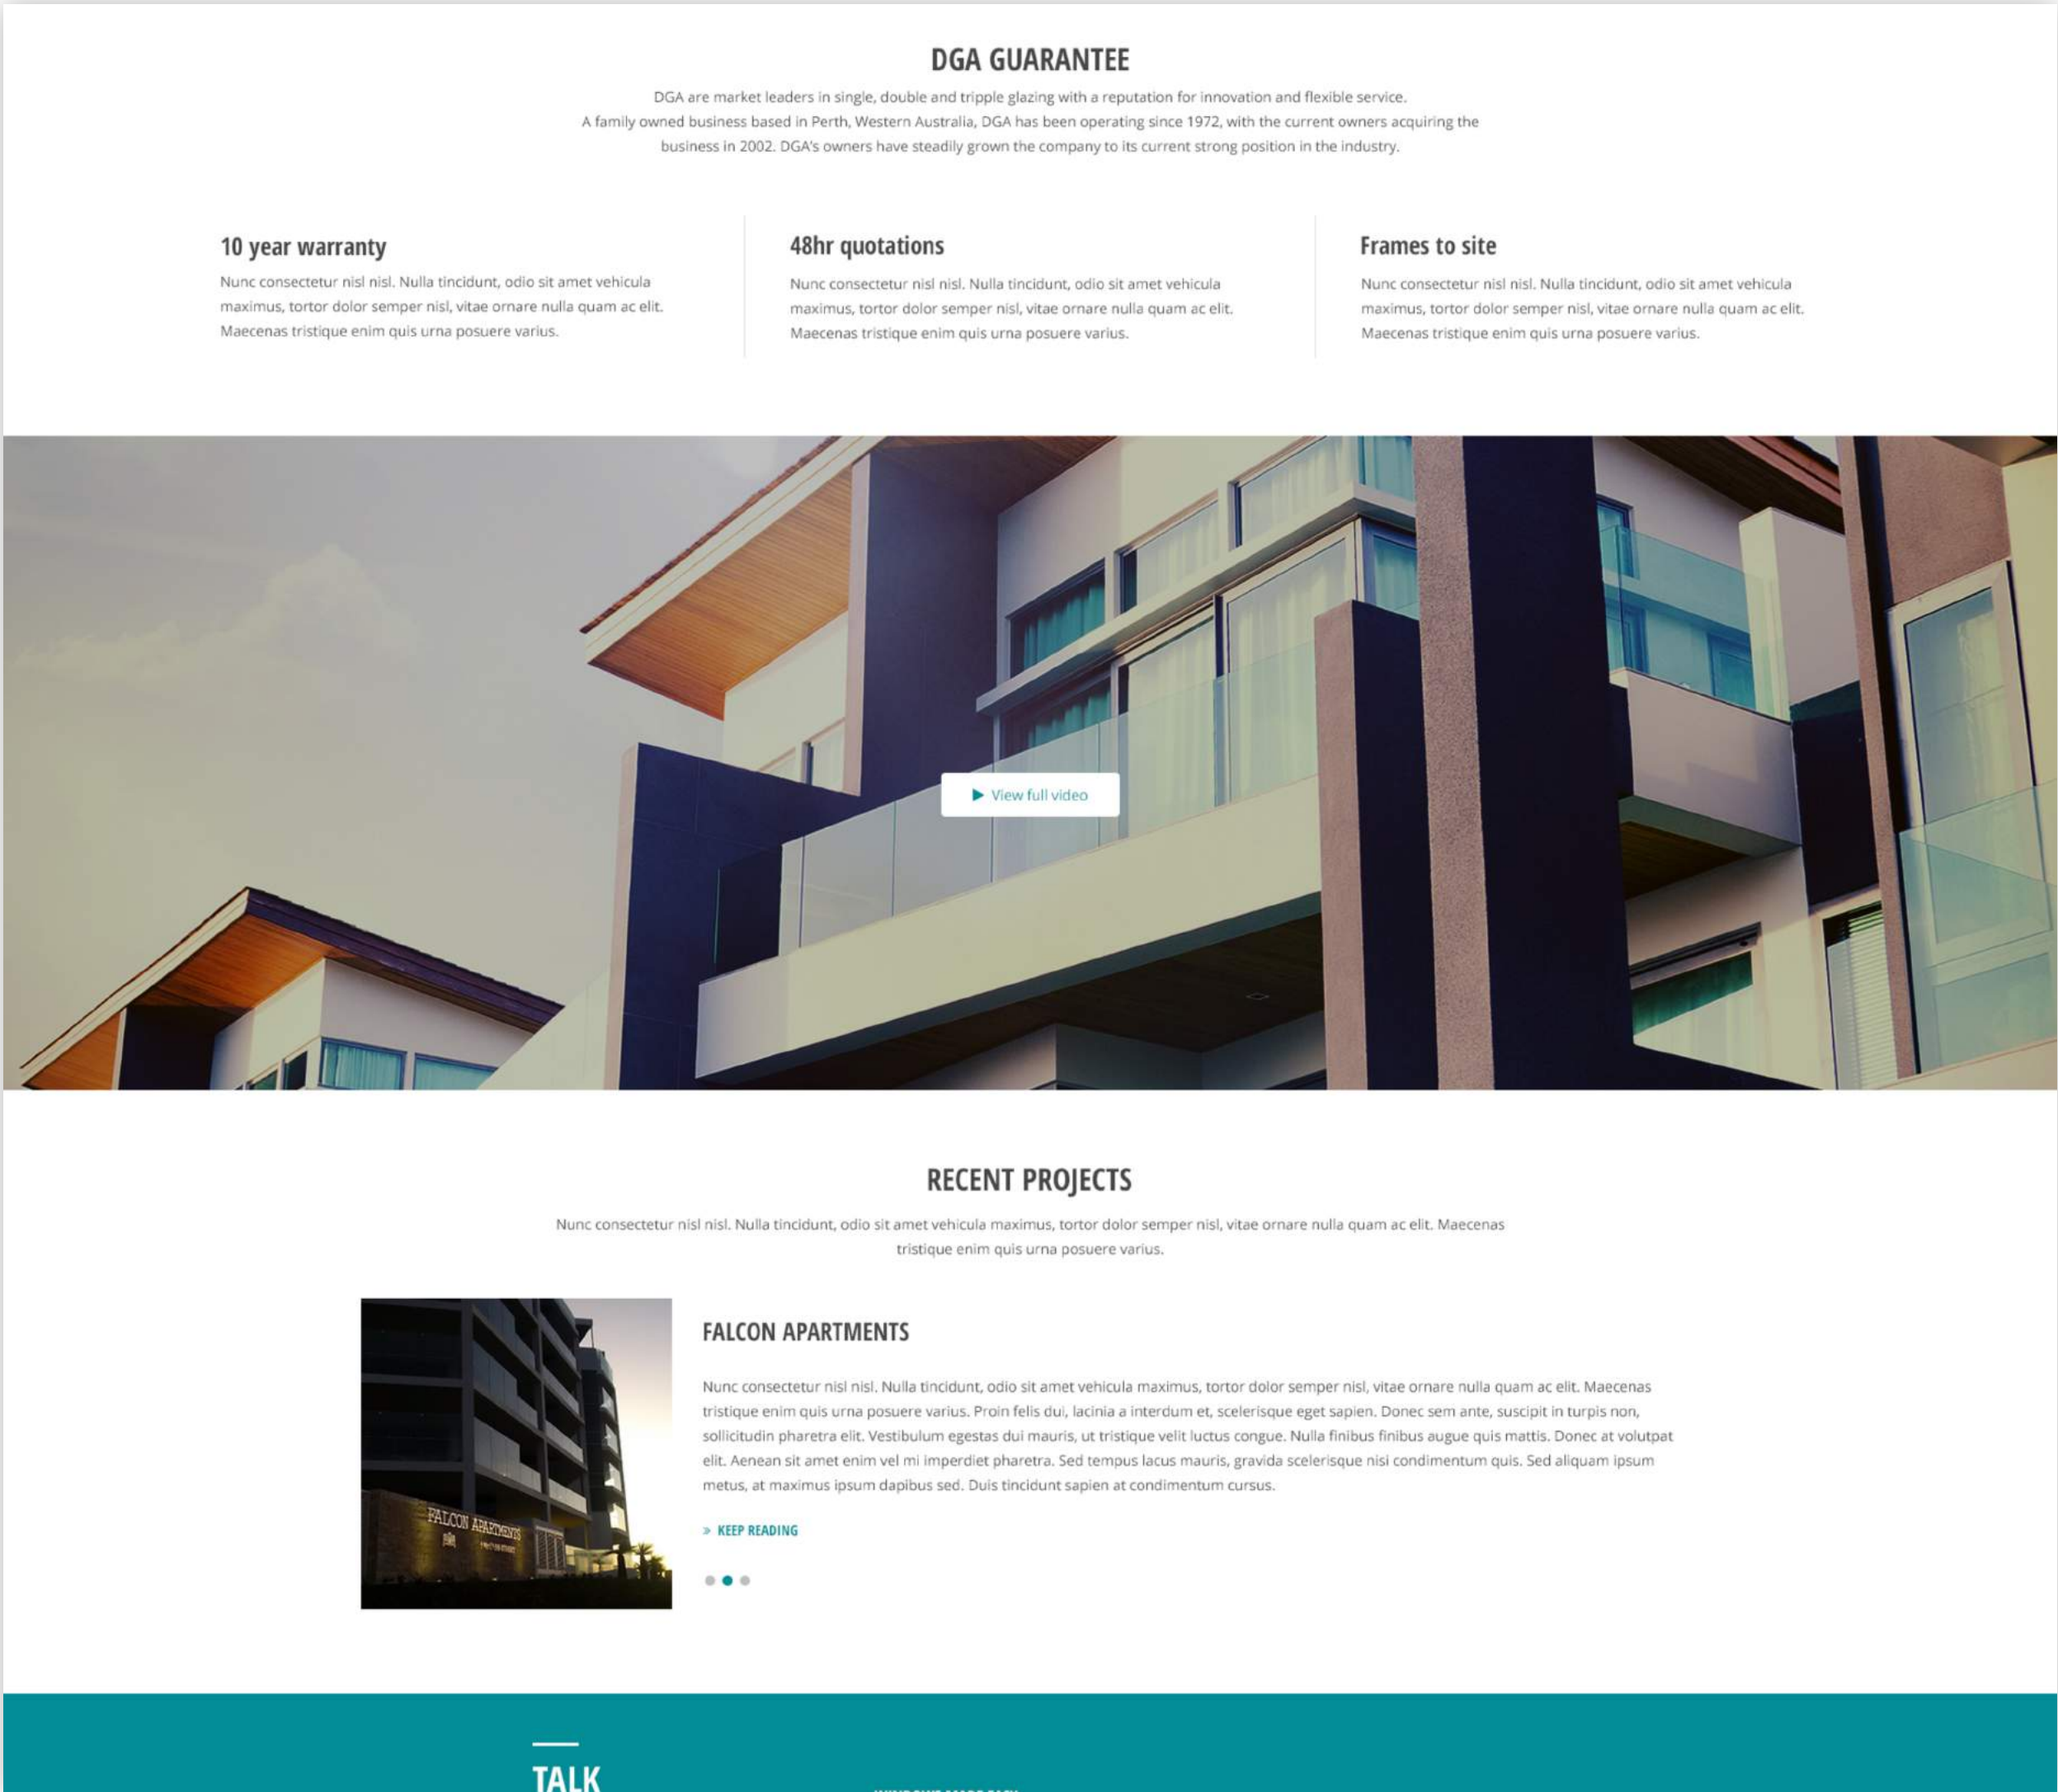 DGA GUARANTEE
DGA are market leaders in single, double and tripple glazing with a reputation for innovation and flexible service.
A family owned business based in Perth, Western Australia, DGA has been operating since 1972, with the current owners acquiring the
business in 2002. DGA's owners have steadily grown the company to its current strong position in the industry.
10 year warranty
Nunc consectetur nisl nisl. Nulla tincidunt, odio sit amet vehicula
maximus, tortor dolor semper nisl, vitae ornare nulla quam ac elit.
Maecenas tristique enim quis urna posuere varius.
48hr quotations
Nunc consectetur nisl nisl. Nulla tincidunt, odio sit amet vehicula
maximus, tortor dolor semper nisl, vitae ornare nulla quam ac elit.
Maecenas tristique enim quis urna posuere varius.
Frames to site
Nunc consectetur nisl nisl. Nulla tincidunt, odio sit amet vehicula
maximus, tortor dolor semper nisl, vitae ornare nulla quam ac elit.
Maecenas tristique enim quis urna posuere varius.
View full video
RECENT PROJECTS
Nunc consectetur nisl nisl. Nulla tincidunt, odio sit amet vehicula maximus, tortor dolor semper nisl, vitae ornare nulla quam ac elit. Maecenas
tristique enim quis urna posuere varius.
FALCON APARTMENTS
FALCON APARTMENTS
Nunc consectetur nisl nisl. Nulla tincidunt, odio sit amet vehicula maximus, tortor dolor semper nisl, vitae ornare nulla quam ac elit. Maecenas
tristique enim quis urna posuere varius. Proin felis dui, lacinia a interdum et, scelerisque eget sapien. Donec sem ante, suscipit in turpis non,
sollicitudin pharetra elit. Vestibulum egestas dui mauris, ut tristique velit luctus congue. Nulla finibus finibus augue quis mattis. Donec at volutpat
elit. Aenean sit amet enim vel mi imperdiet pharetra. Sed tempus lacus mauris, gravida scelerisque nisi condimentum quis. Sed aliquam ipsum
metus, at maximus ipsum dapibus sed. Duis tincidunt sapien at condimentum cursus.
» KEEP READING
TALK